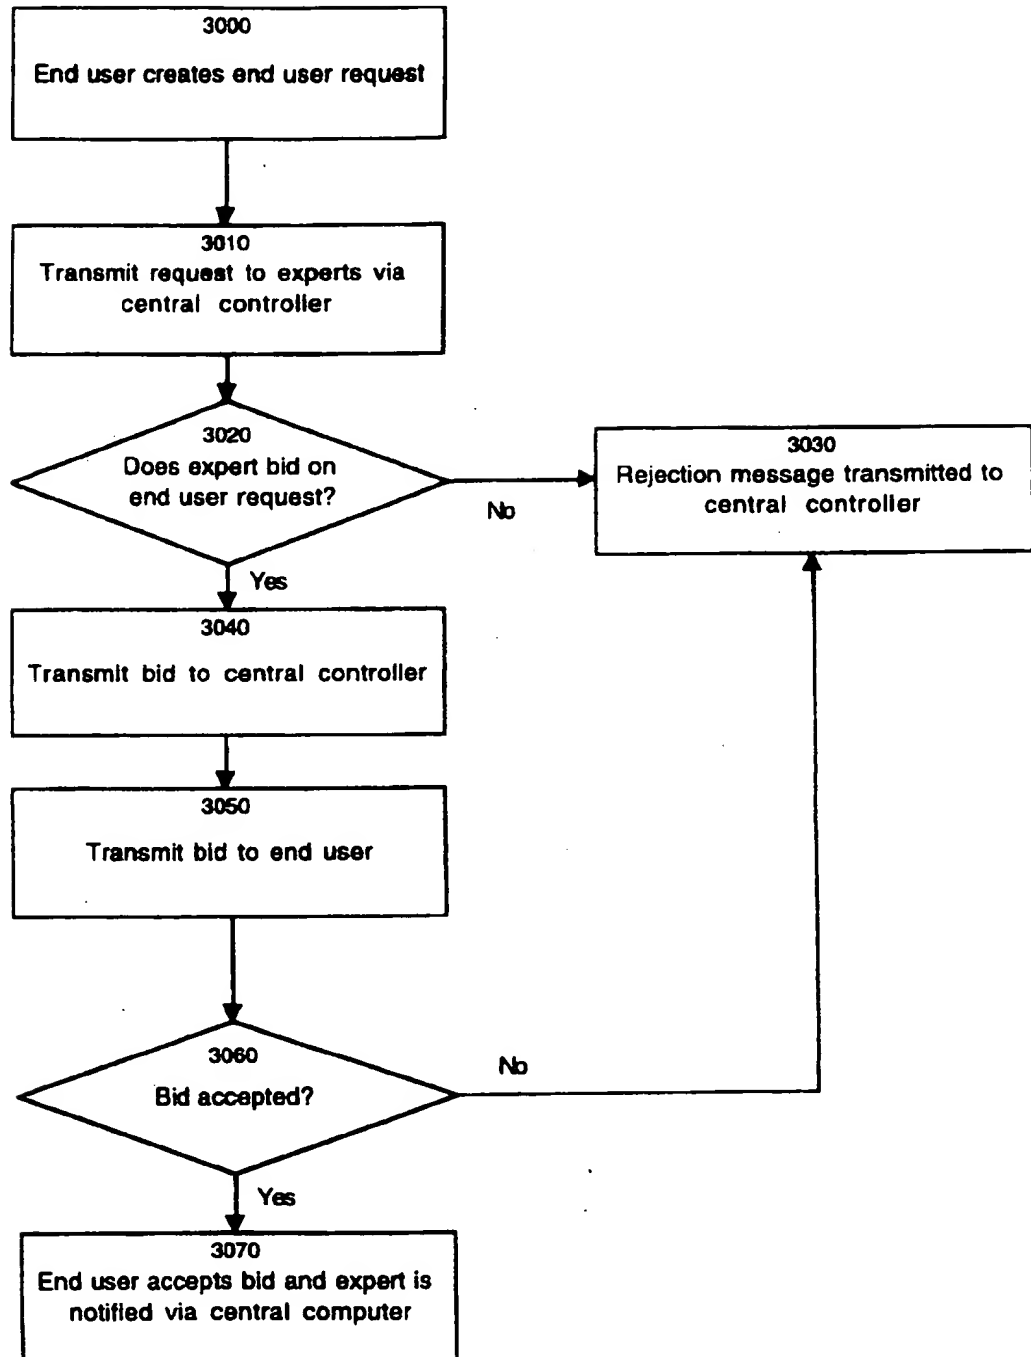 3000
End user creates end user request
3010
Transmit request to experts via
central controller
3020
Does expert bid on
end user request?
No
3030
Rejection message transmitted to
central controller
Yes
3040
Transmit bid to central controller
3050
Transmit bid to end user
3060
Bid accepted?
No
Yes
3070
End user accepts bid and expert is
notified via central computer